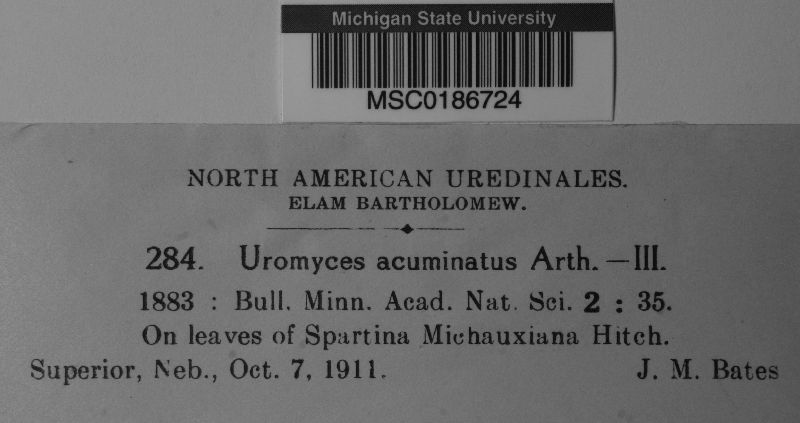 Michigan State University
MSC0186724
NORTH AMERICAN UREDINALES.
ELAM BARTHOLOMEW.
284. Uromyces acuminatus Arth.—III.
1883 : Bull. Minn. Acad. Nat. Sci. 2 : 35.
On leaves of Spartina Michauxiana Hitch.
Superior, Neb., Oct. 7, 1911. J. M. Bates